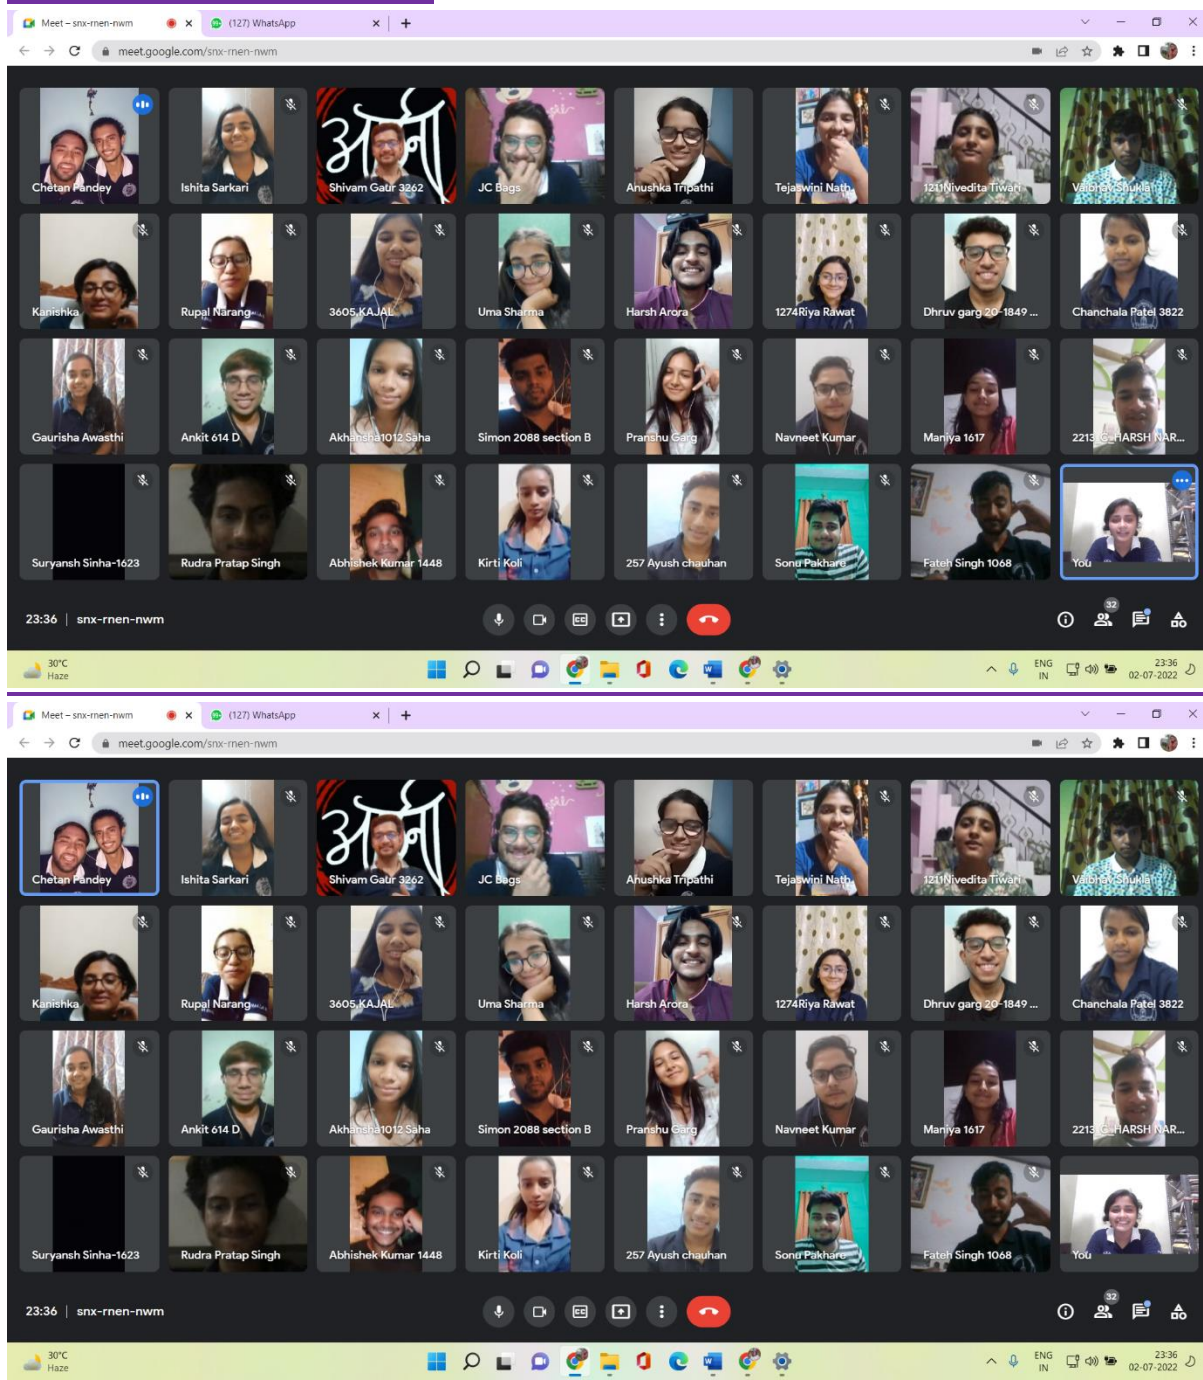 Meet – snx-rnen-nwm
(127) WhatsApp
meet.google.com/snx-rnen-nwm
Chetan Pandey
Ishita Sarkari
Shivam Gaur 3262
JC Bags
Anushka Tripathi
Tejaswini Nath
1211Nivedita Tiwari
Vaibhav Shukla
Kanishka
Rupal Narang
3605,KAJAL
Uma Sharma
Harsh Arora
1274Riya Rawat
Dhruv garg 20-1849 ...
Chanchala Patel 3822
Gaurisha Awasthi
Ankit 614 D
Akhansha1012 Saha
Simon 2088 section B
Pranshu Garg
Navneet Kumar
Maniya 1617
HARSH NAR...
Suryansh Sinha-1623
Rudra Pratap Singh
Abhishek Kumar 1448
Kirti Koli
257 Ayush chauhan
Sonu Pakhare
Fateh Singh 1068
You
23:36 | snx-rnen-nwm
32
30°C
Haze
ENG
IN
23:36
02-07-2022
Meet – snx-rnen-nwm
(127) WhatsApp
meet.google.com/snx-rnen-nwm
Chetan Pandey
Ishita Sarkari
Shivam Gaur 3262
JC Bags
Anushka Tripathi
Tejaswini Nath
1211Nivedita Tiwari
Vaibhav Shukla
Kanishka
Rupal Narang
3605,KAJAL
Uma Sharma
Harsh Arora
1274Riya Rawat
Dhruv garg 20-1849 ...
Chanchala Patel 3822
Gaurisha Awasthi
Ankit 614 D
Akhansha1012 Saha
Simon 2088 section B
Pranshu Garg
Navneet Kumar
Maniya 1617
HARSH NAR...
Suryansh Sinha-1623
Rudra Pratap Singh
Abhishek Kumar 1448
Kirti Koli
257 Ayush chauhan
Sonu Pakhare
Fateh Singh 1068
You
23:36 | snx-rnen-nwm
32
30°C
Haze
ENG
IN
23:36
02-07-2022